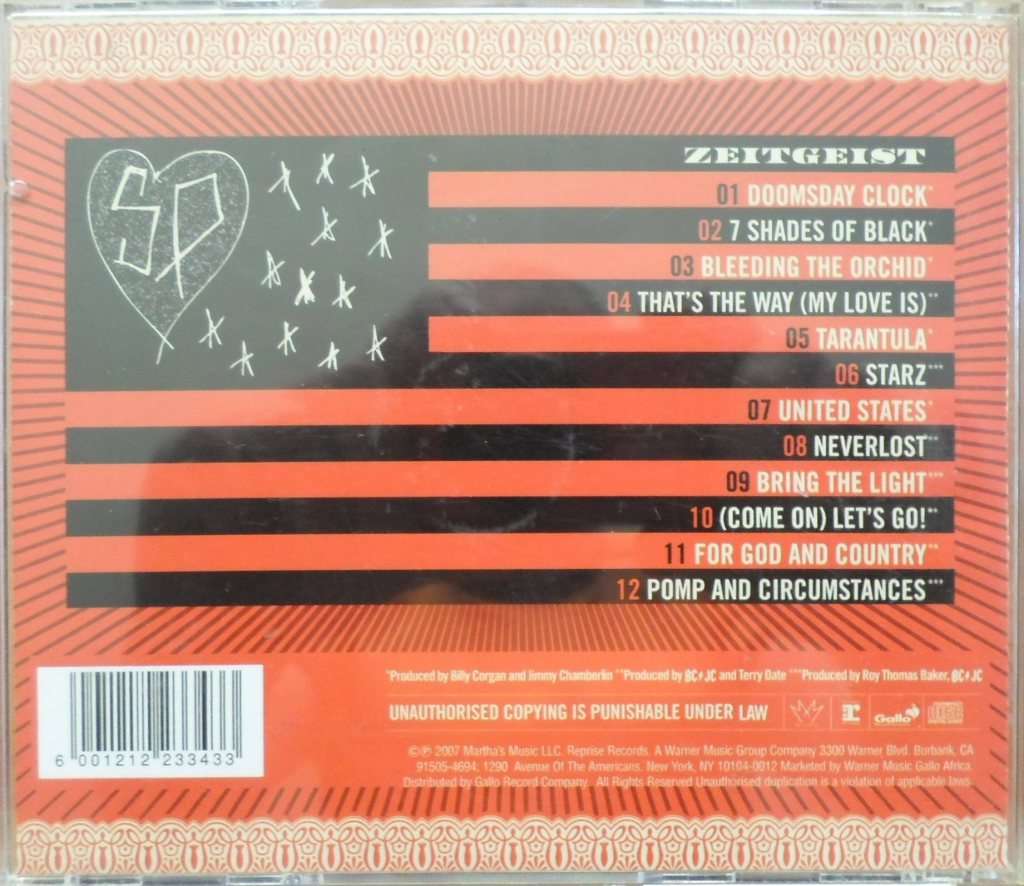 SP
ZEITGEIST
01 DOOMSDAY CLOCK*
02 7 SHADES OF BLACK*
03 BLEEDING THE ORCHID*
04 THAT'S THE WAY (MY LOVE IS)**
05 TARANTULA*
06 STARZ***
07 UNITED STATES*
08 NEVERLOST**
09 BRING THE LIGHT***
10 (COME ON) LET'S GO!**
11 FOR GOD AND COUNTRY**
12 POMP AND CIRCUMSTANCES***
*Produced by Billy Corgan and Jimmy Chamberlin **Produced by BC⚡JC and Terry Date ***Produced by Roy Thomas Baker, BC⚡JC
UNAUTHORISED COPYING IS PUNISHABLE UNDER LAW
Gallo
©℗ 2007 Martha's Music LLC. Reprise Records. A Warner Music Group Company 3300 Warner Blvd. Burbank, CA
91505-4694; 1290 Avenue Of The Americans. New York, NY 10104-0012 Marketed by Warner Music Gallo Africa.
Distributed by Gallo Record Company. All Rights Reserved Unauthorised duplication is a violation of applicable laws.
6 001212 233433